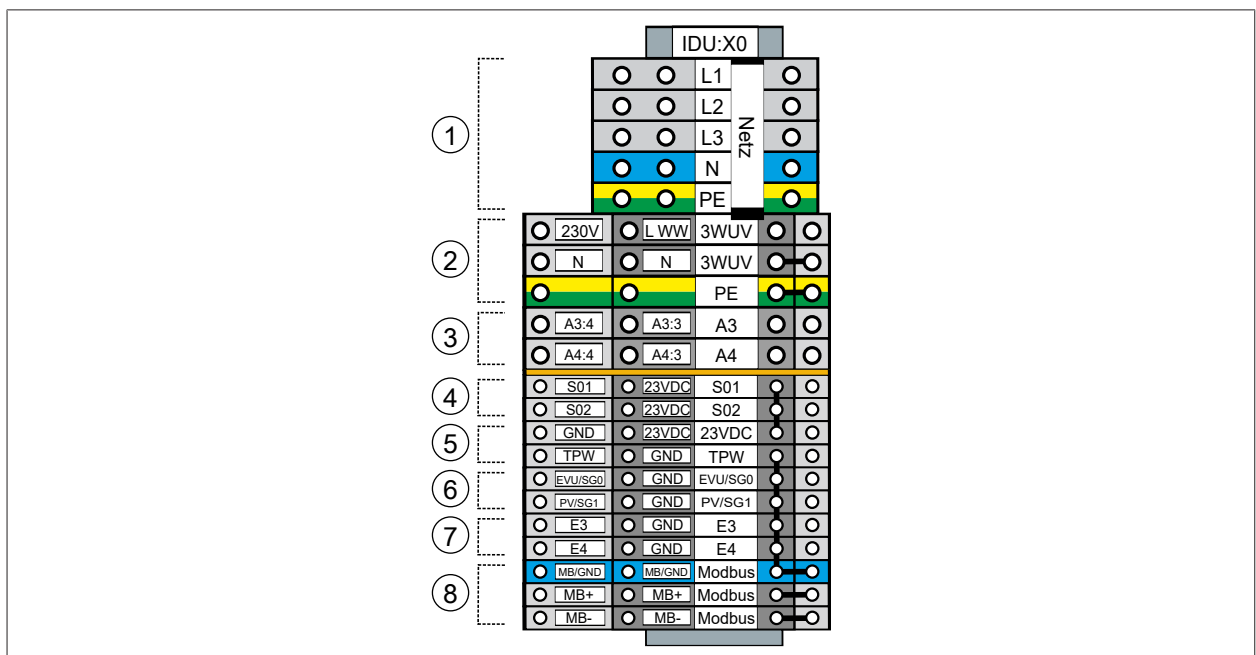 IDU:X0
L1
L2
L3
N
PE
Netz
1
230V L WW 3WUV
N N 3WUV
PE
2
A3:4 A3:3 A3
A4:4 A4:3 A4
3
S01 23VDC S01
S02 23VDC S02
4
GND 23VDC 23VDC
TPW GND TPW
5
EVU/SG0 GND EVU/SG0
PV/SG1 GND PV/SG1
6
E3 GND E3
E4 GND E4
7
MB/GND MB/GND Modbus
MB+ MB+ Modbus
MB- MB- Modbus
8